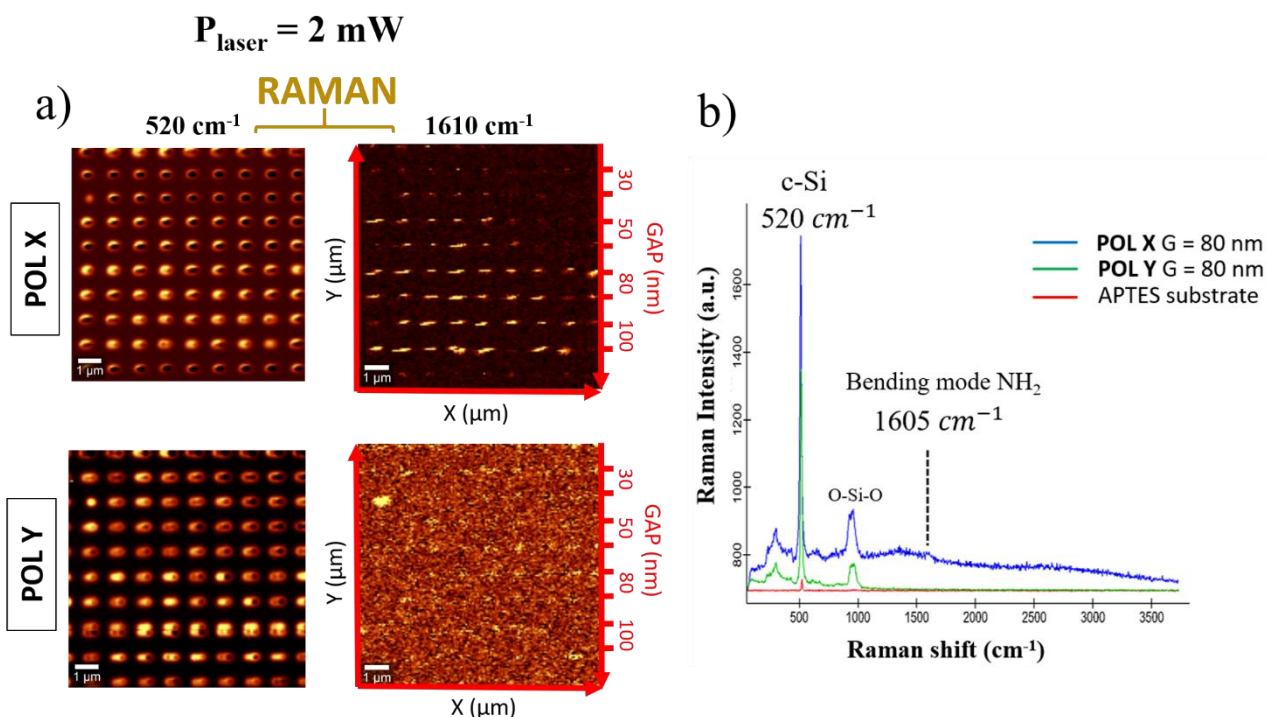 P_laser = 2 mW
a)
RAMAN
520 cm⁻¹
1610 cm⁻¹
POL X
1 µm
Y (µm)
1 µm
X (µm)
30
50
80
100
GAP (nm)
POL Y
1 µm
Y (µm)
1 µm
X (µm)
30
50
80
100
GAP (nm)
b)
c-Si
520 cm⁻¹
POL X G = 80 nm
POL Y G = 80 nm
APTES substrate
Bending mode NH₂
1605 cm⁻¹
O-Si-O
Raman Intensity (a.u.)
1600
1400
1200
1000
800
500
1000
1500
2000
2500
3000
3500
Raman shift (cm⁻¹)